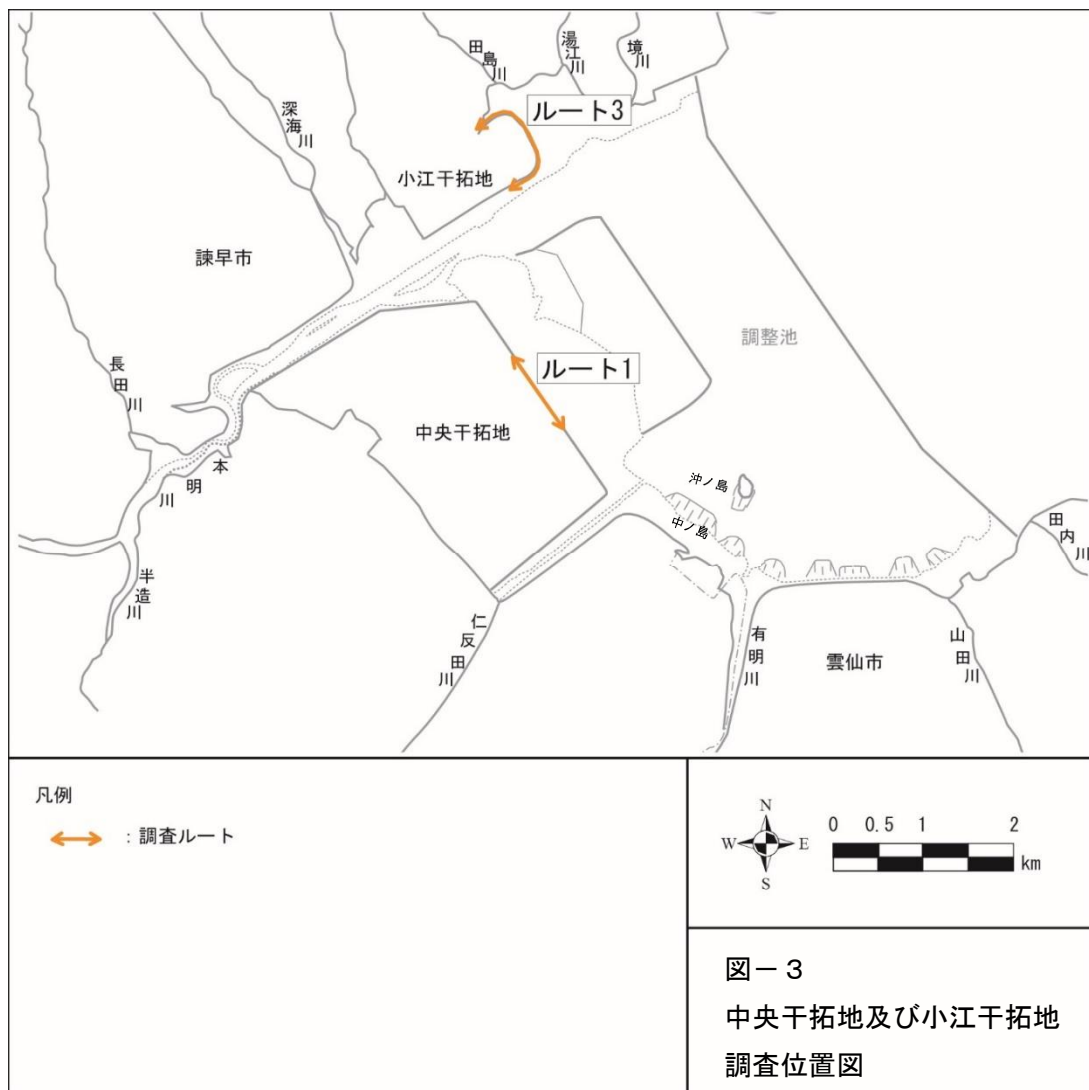 田島川
湯江川
境川
深海川
ルート3
小江干拓地
諫早市
調整池
長田川
ルート1
中央干拓地
本明川
沖ノ島
中ノ島
田内川
半造川
仁反田川
有明川
雲仙市
山田川
凡例
:調査ルート
N
W E
S
0 0.5 1 2
km
図－3
中央干拓地及び小江干拓地
調査位置図